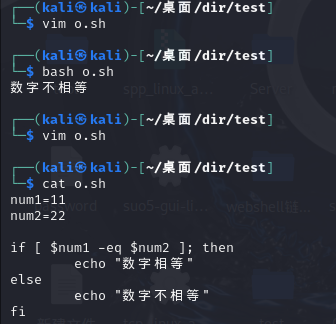 ┌──(kali㉿kali)-[~/桌面/dir/test]
└─$ vim o.sh
┌──(kali㉿kali)-[~/桌面/dir/test]
└─$ bash o.sh
数字不相等
┌──(kali㉿kali)-[~/桌面/dir/test]
└─$ vim o.sh
┌──(kali㉿kali)-[~/桌面/dir/test]
└─$ cat o.sh
num1=11
num2=22
if [ $num1 -eq $num2 ]; then
        echo "数字相等"
else
        echo "数字不相等"
fi